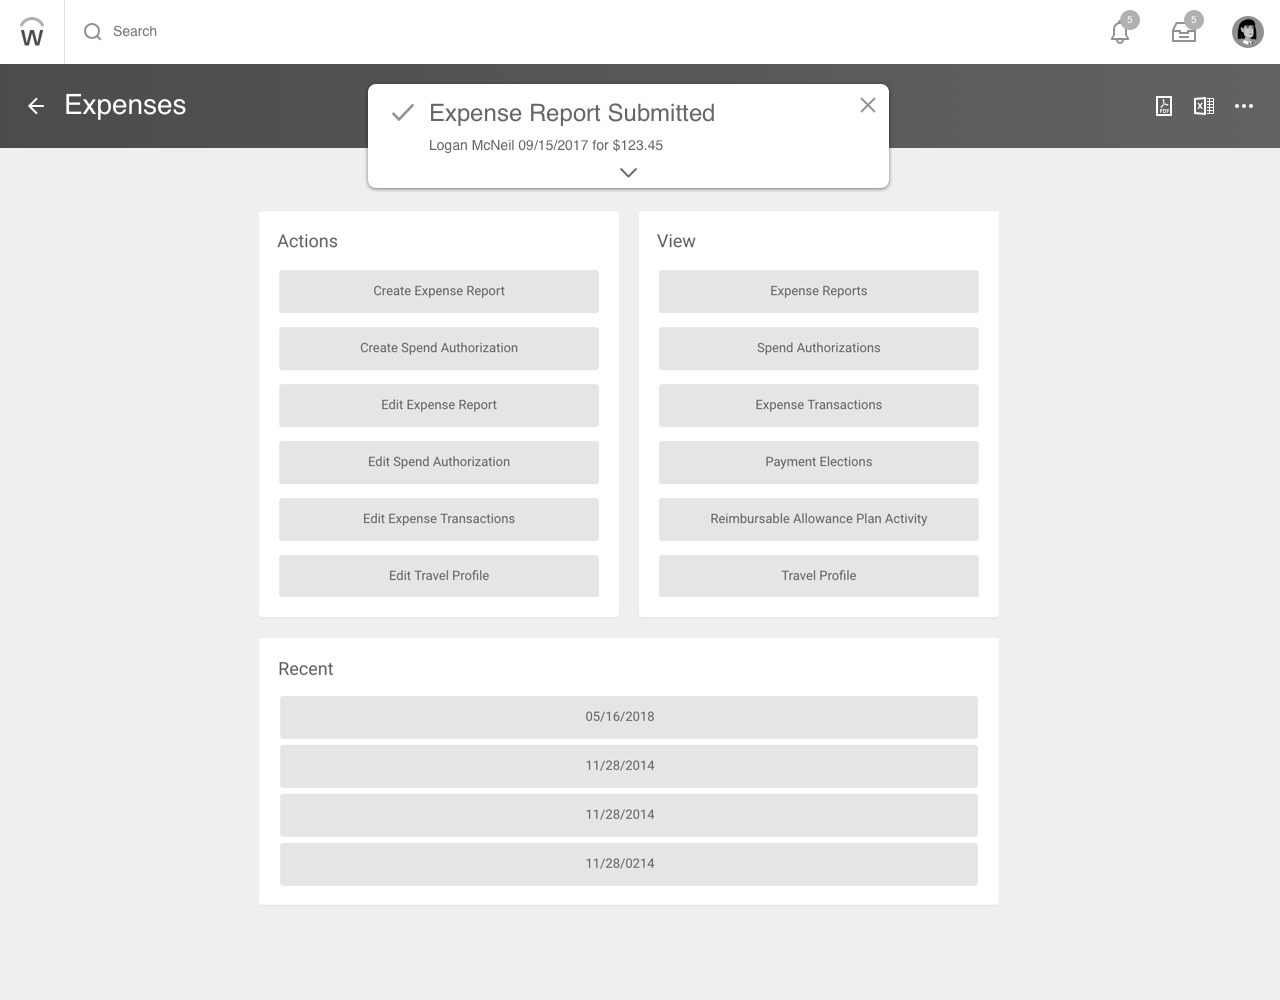 W
Search
5
5
Expenses
Expense Report Submitted
Logan McNeil 09/15/2017 for $123.45
PDF
X
Actions
Create Expense Report
Create Spend Authorization
Edit Expense Report
Edit Spend Authorization
Edit Expense Transactions
Edit Travel Profile
View
Expense Reports
Spend Authorizations
Expense Transactions
Payment Elections
Reimbursable Allowance Plan Activity
Travel Profile
Recent
05/16/2018
11/28/2014
11/28/2014
11/28/0214